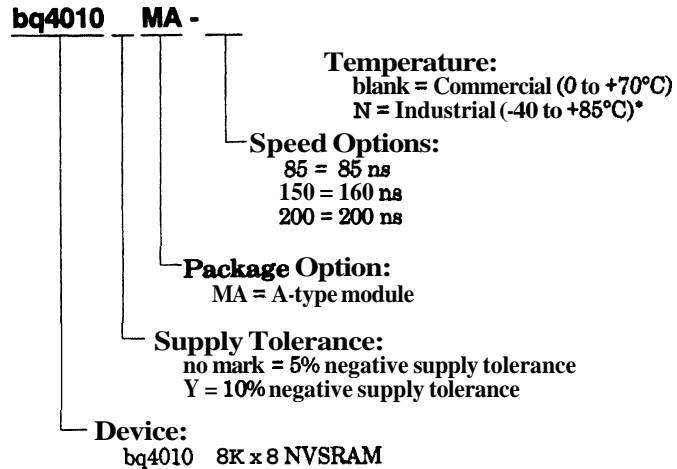 bq4010 _ MA - _
Temperature:
blank = Commercial (0 to +70°C)
N = Industrial (-40 to +85°C)*
Speed Options:
85 = 85 ns
150 = 160 ns
200 = 200 ns
Package Option:
MA = A-type module
Supply Tolerance:
no mark = 5% negative supply tolerance
Y = 10% negative supply tolerance
Device:
bq4010 8K x 8 NVSRAM